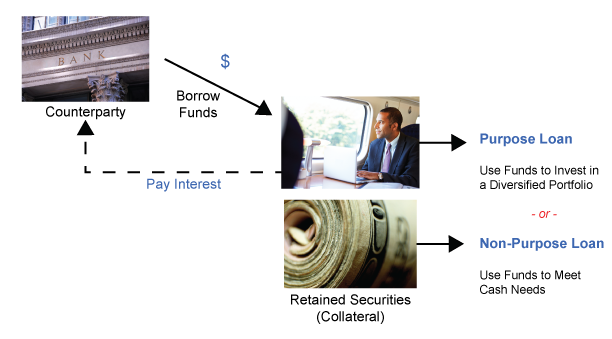 BANK
Counterparty
$
Borrow
Funds
Pay Interest
Purpose Loan
Use Funds to Invest in
a Diversified Portfolio
- or -
Non-Purpose Loan
Use Funds to Meet
Cash Needs
Retained Securities
(Collateral)